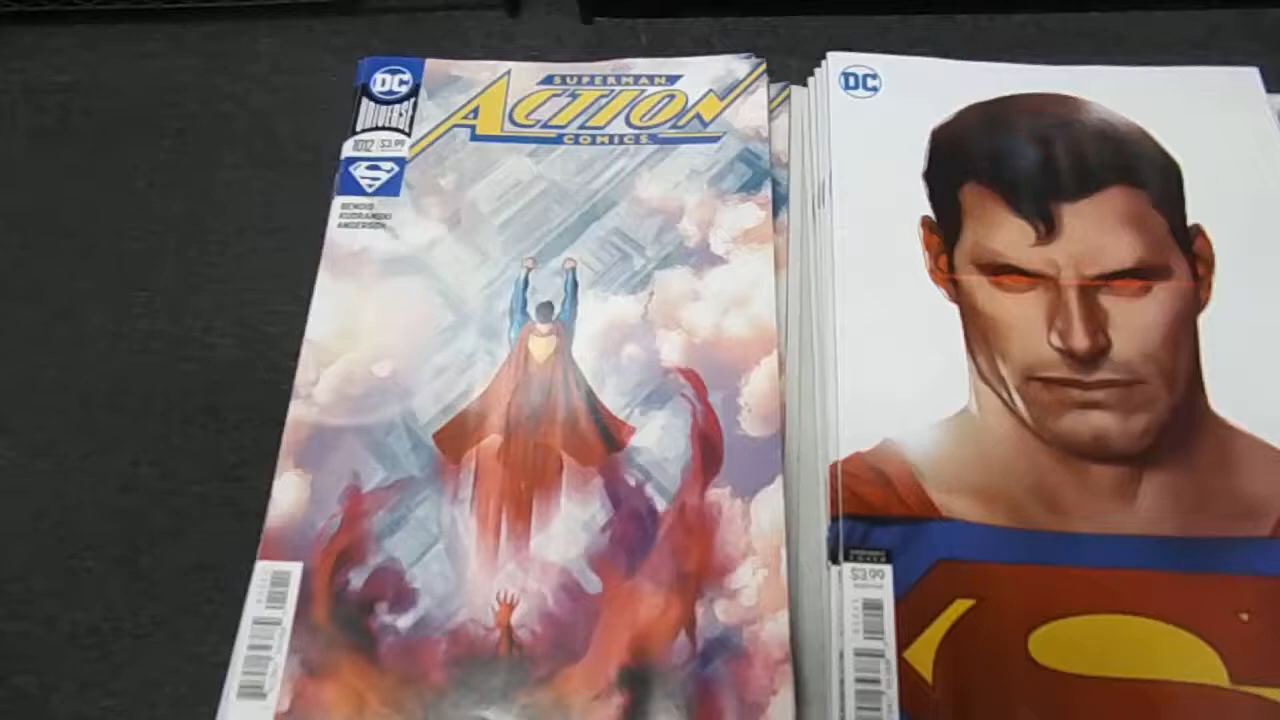 DC
UNIVERSE
1012 $3.99
SUPERMAN
ACTION
COMICS
BENDIS
KUDRANSKI
ANDERSON
DC
$3.99